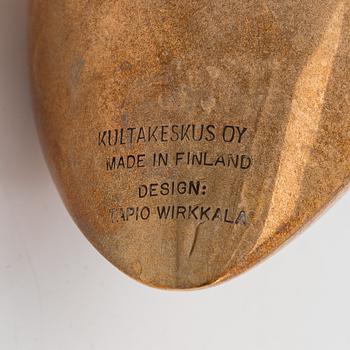 KULTAKESKUS OY
MADE IN FINLAND
DESIGN:
TAPIO WIRKKALA